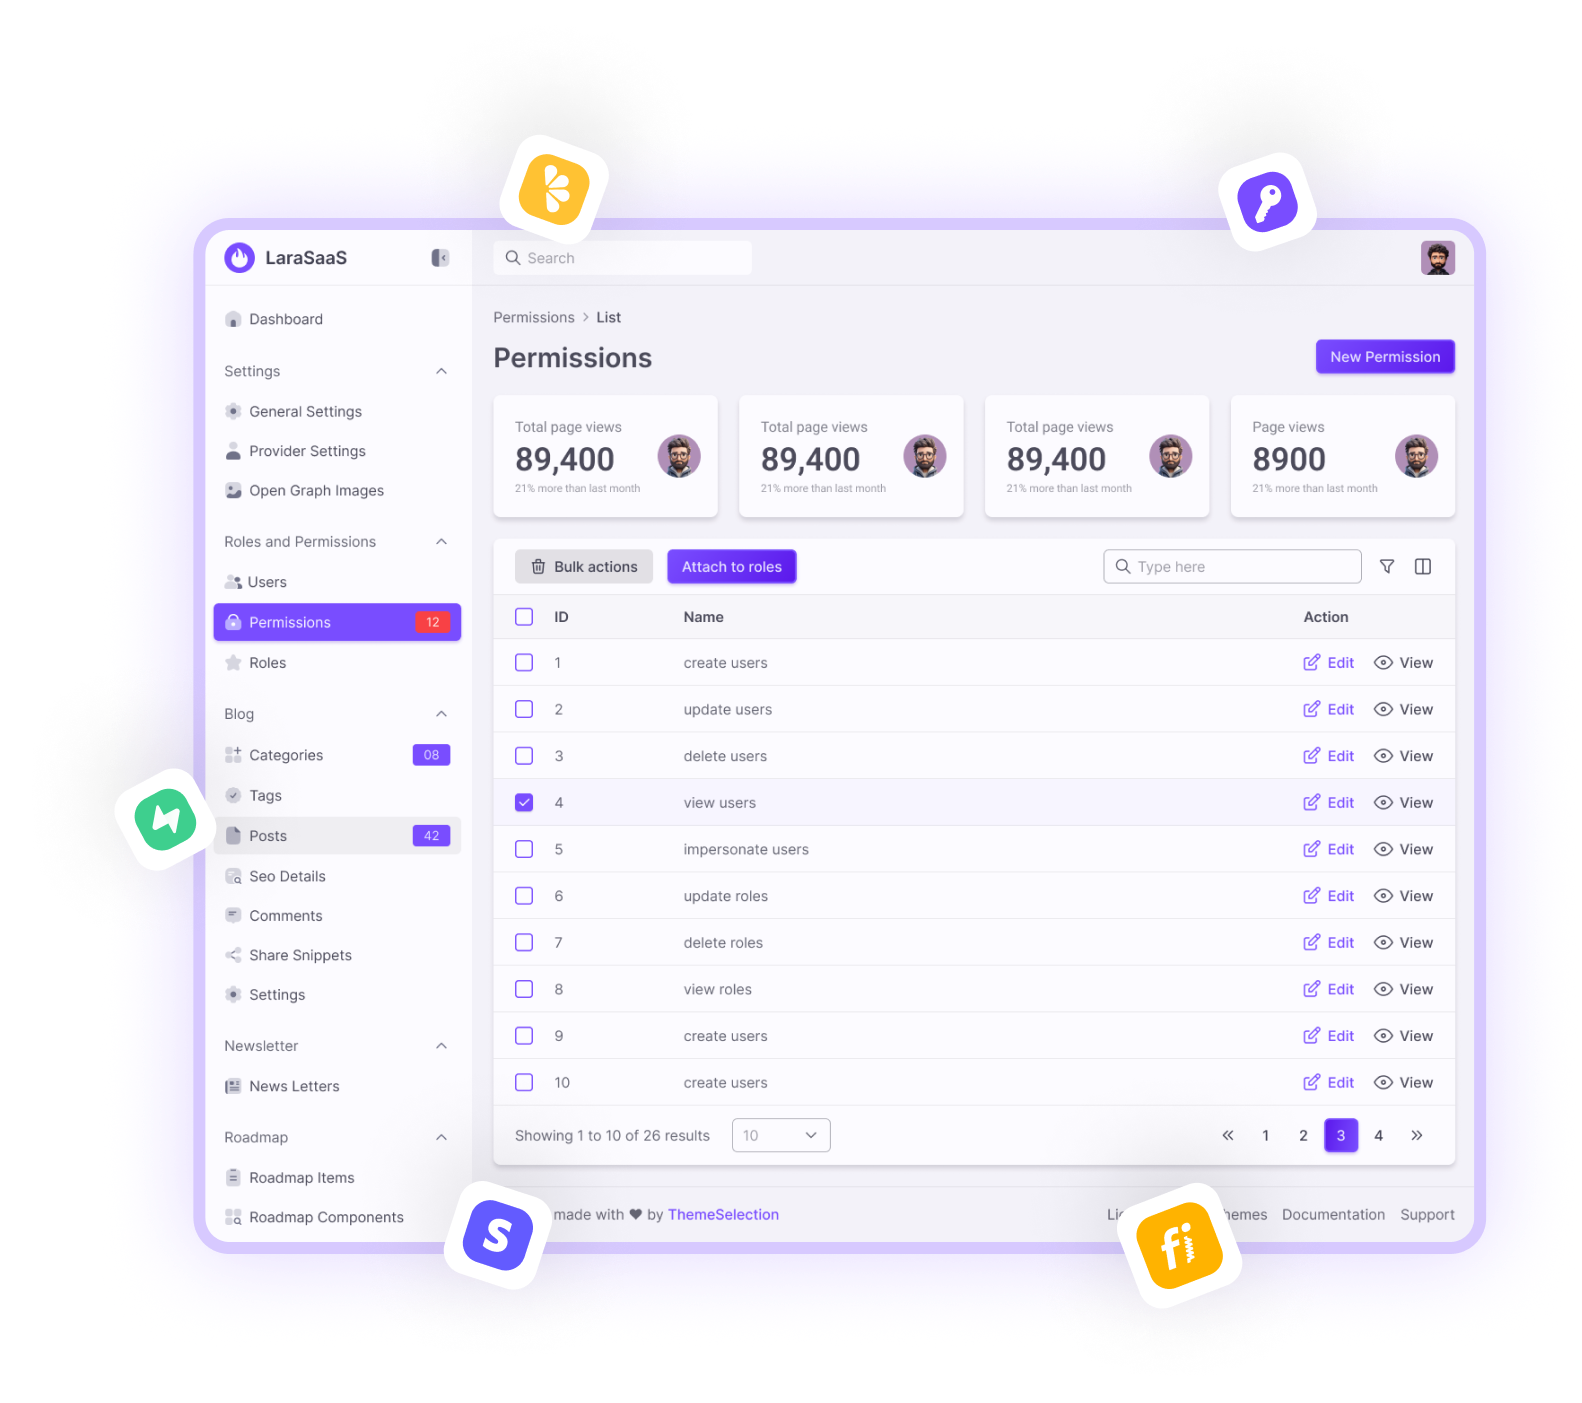 LaraSaaS
Search
Dashboard
Settings
General Settings
Provider Settings
Open Graph Images
Roles and Permissions
Users
Permissions 12
Roles
Blog
Categories 08
Tags
Posts 42
Seo Details
Comments
Share Snippets
Settings
Newsletter
News Letters
Roadmap
Roadmap Items
Roadmap Components
Permissions > List
Permissions
New Permission
Total page views
89,400
21% more than last month
Total page views
89,400
21% more than last month
Total page views
89,400
21% more than last month
Page views
8900
21% more than last month
Bulk actions
Attach to roles
Type here
ID Name Action
1 create users Edit View
2 update users Edit View
3 delete users Edit View
4 view users Edit View
5 impersonate users Edit View
6 update roles Edit View
7 delete roles Edit View
8 view roles Edit View
9 create users Edit View
10 create users Edit View
Showing 1 to 10 of 26 results 10 « 1 2 3 4 »
made with ♥ by ThemeSelection
Documentation Support
S
fi